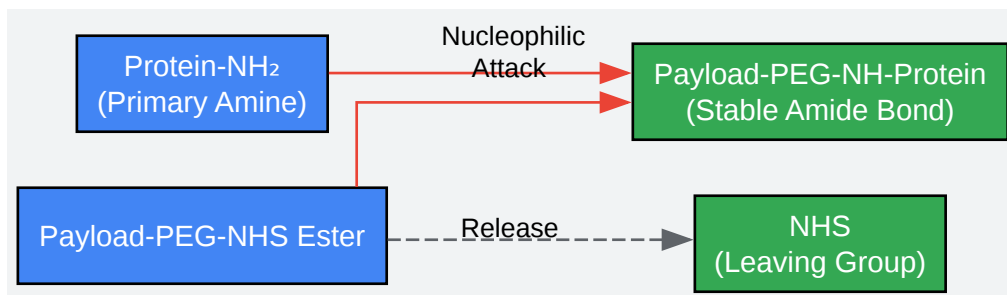 Protein-NH₂
(Primary Amine)
Nucleophilic
Attack
Payload-PEG-NH-Protein
(Stable Amide Bond)
Payload-PEG-NHS Ester
Release
NHS
(Leaving Group)